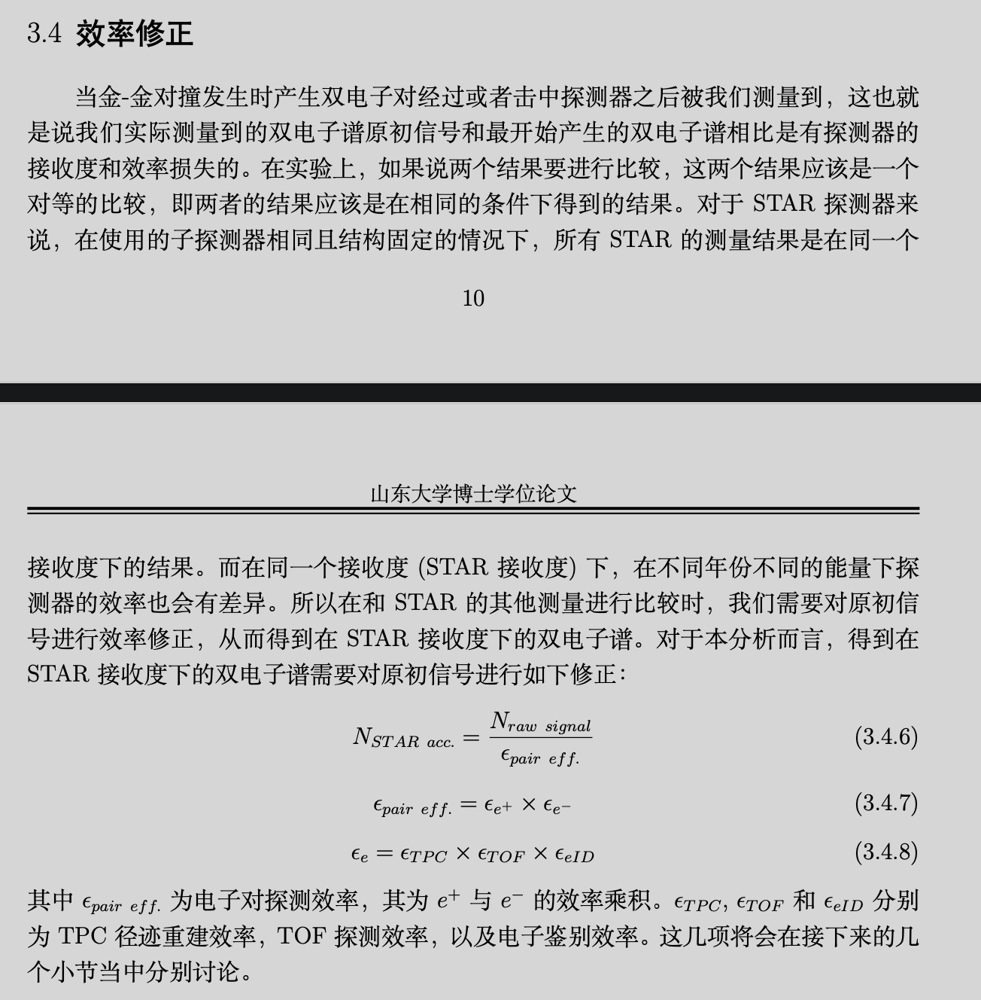 3.4 效率修正
当金-金对撞发生时产生双电子对经过或者击中探测器之后被我们测量到，这也就
是说我们实际测量到的双电子谱原初信号和最开始产生的双电子谱相比是有探测器的
接收度和效率损失的。在实验上，如果说两个结果要进行比较，这两个结果应该是一个
对等的比较，即两者的结果应该是在相同的条件下得到的结果。对于 STAR 探测器来
说，在使用的子探测器相同且结构固定的情况下，所有 STAR 的测量结果是在同一个
10
山东大学博士学位论文
接收度下的结果。而在同一个接收度 (STAR 接收度) 下，在不同年份不同的能量下探
测器的效率也会有差异。所以在和 STAR 的其他测量进行比较时，我们需要对原初信
号进行效率修正，从而得到在 STAR 接收度下的双电子谱。对于本分析而言，得到在
STAR 接收度下的双电子谱需要对原初信号进行如下修正：
$N_{STAR\ acc.} = \frac{N_{raw\ signal}}{\epsilon_{pair\ eff.}}$ (3.4.6)
$\epsilon_{pair\ eff.} = \epsilon_{e^+} \times \epsilon_{e^-}$ (3.4.7)
$\epsilon_e = \epsilon_{TPC} \times \epsilon_{TOF} \times \epsilon_{eID}$ (3.4.8)
其中 $\epsilon_{pair\ eff.}$ 为电子对探测效率，其为 $e^+$ 与 $e^-$ 的效率乘积。$\epsilon_{TPC}$, $\epsilon_{TOF}$ 和 $\epsilon_{eID}$ 分别
为 TPC 径迹重建效率，TOF 探测效率，以及电子鉴别效率。这几项将会在接下来的几
个小节当中分别讨论。